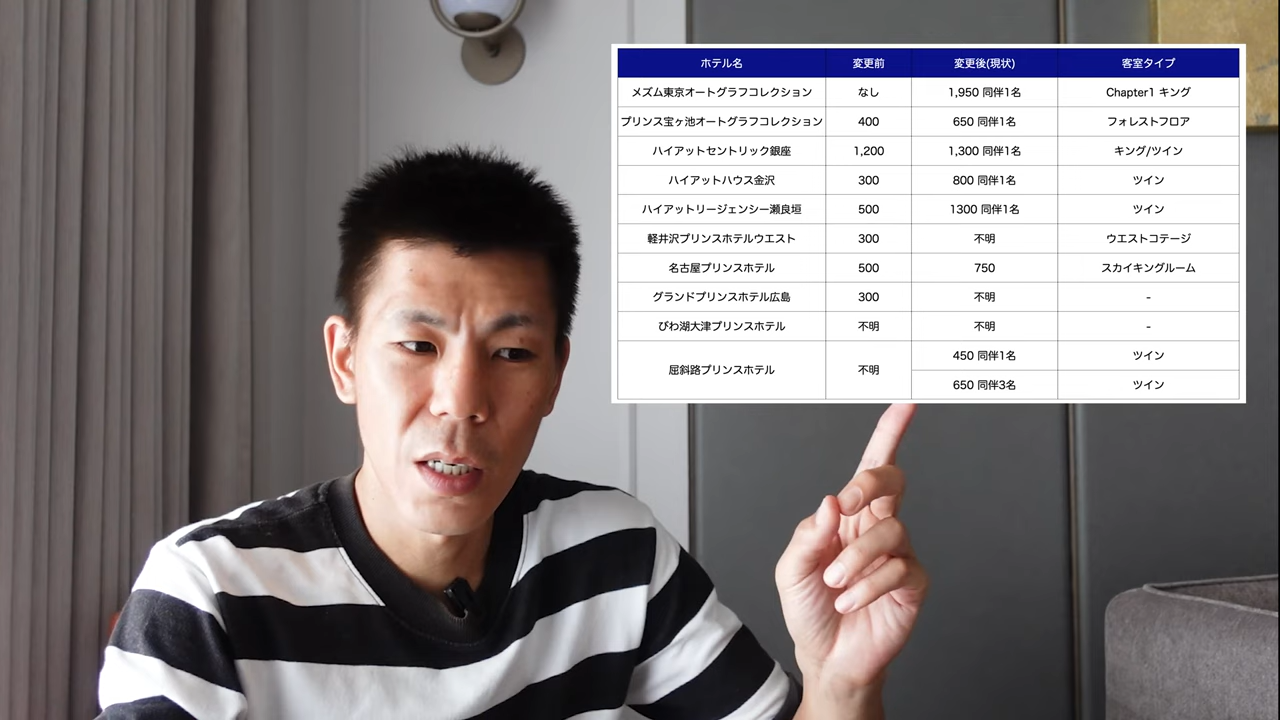 ホテル名 変更前 変更後(現状) 客室タイプ
メズム東京オートグラフコレクション なし 1,950 同伴1名 Chapter1 キング
プリンス宝ヶ池オートグラフコレクション 400 650 同伴1名 フォレストフロア
ハイアットセントリック銀座 1,200 1,300 同伴1名 キング/ツイン
ハイアットハウス金沢 300 800 同伴1名 ツイン
ハイアットリージェンシー瀬良垣 500 1300 同伴1名 ツイン
軽井沢プリンスホテルウエスト 300 不明 ウエストコテージ
名古屋プリンスホテル 500 750 スカイキングルーム
グランドプリンスホテル広島 300 不明 -
びわ湖大津プリンスホテル 不明 不明 -
屈斜路プリンスホテル 不明 450 同伴1名 ツイン
650 同伴3名 ツイン